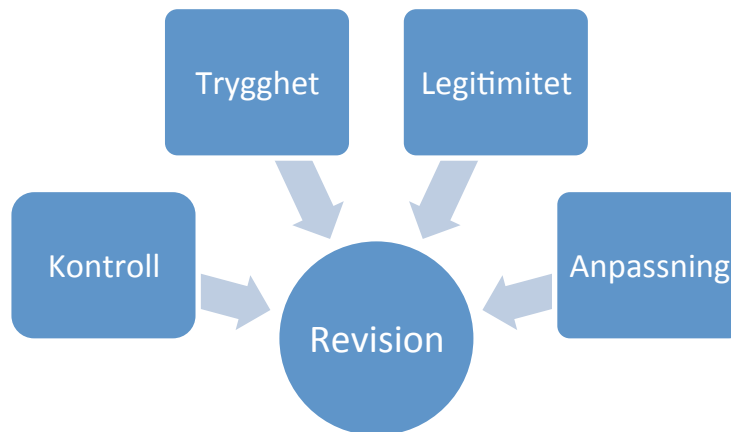 Trygghet
Legitimitet
Kontroll
Anpassning
Revision